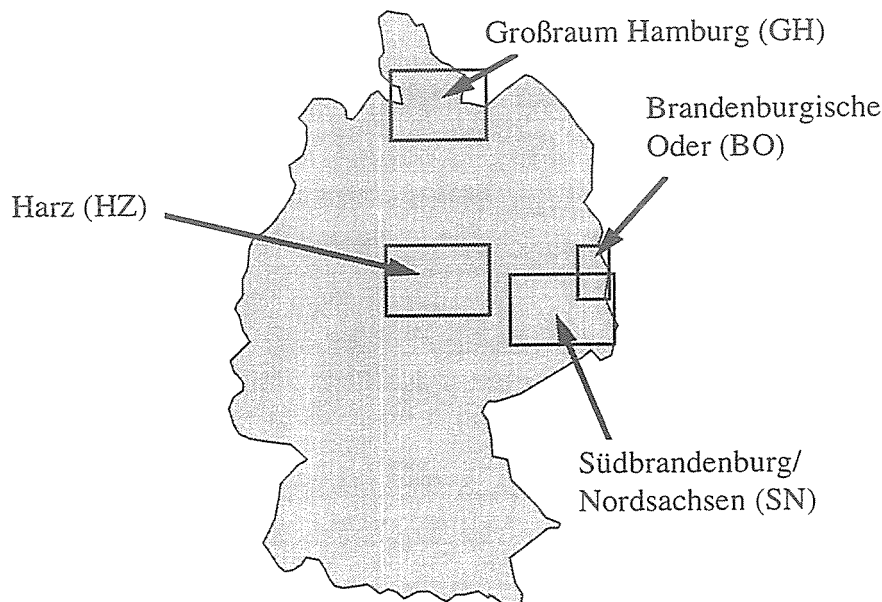 Großraum Hamburg (GH)
Brandenburgische
Oder (BO)
Harz (HZ)
Südbrandenburg/
Nordsachsen (SN)